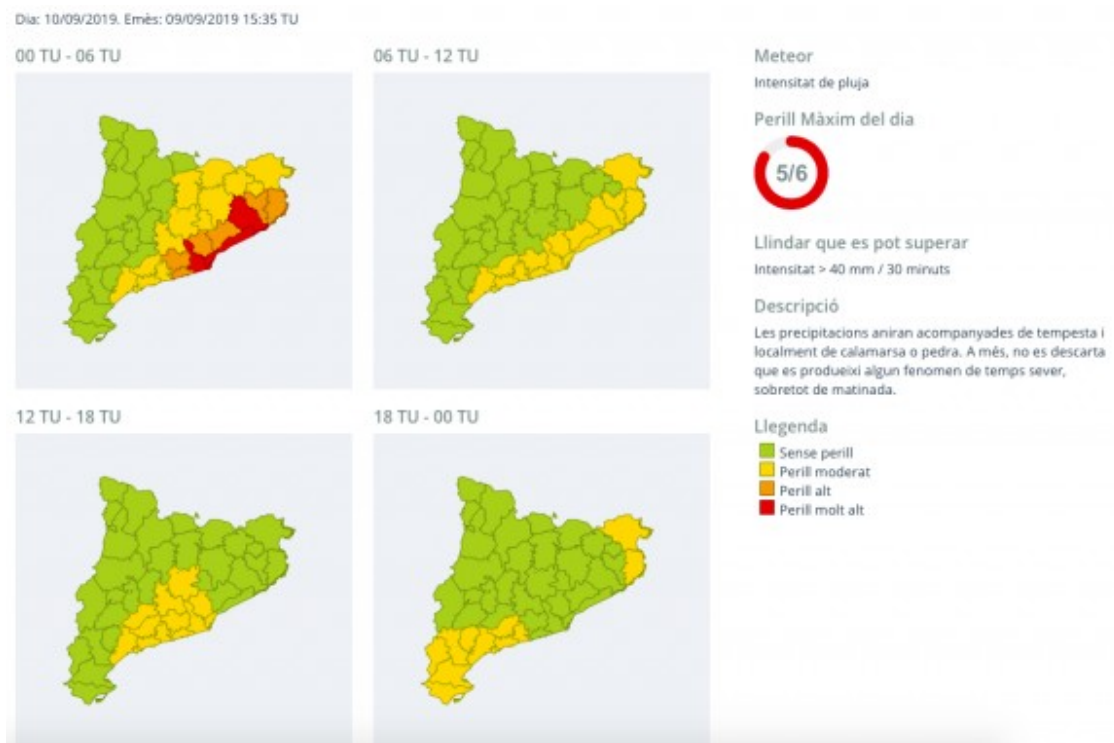 Dia: 10/09/2019. Emès: 09/09/2019 15:35 TU
00 TU - 06 TU
06 TU - 12 TU
12 TU - 18 TU
18 TU - 00 TU
Meteor
Intensitat de pluja
Perill Màxim del dia
5/6
Llindar que es pot superar
Intensitat > 40 mm / 30 minuts
Descripció
Les precipitacions aniran acompanyades de tempesta i
localment de calamarsa o pedra. A més, no es descarta
que es produeixi algun fenomen de temps sever,
sobretot de matinada.
Llegenda
Sense perill
Perill moderat
Perill alt
Perill molt alt